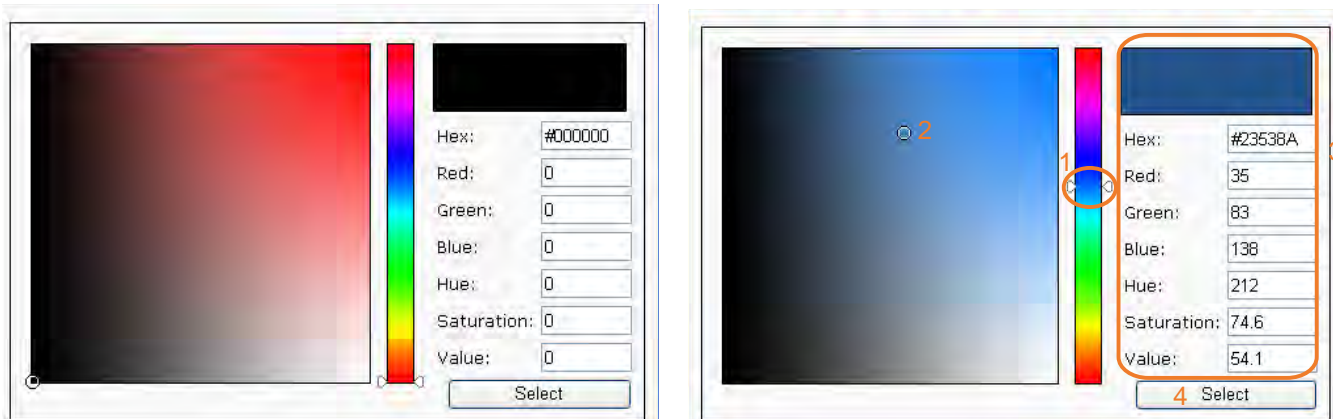 Hex: #000000
Red: 0
Green: 0
Blue: 0
Hue: 0
Saturation: 0
Value: 0
Select
2
1
Hex: #23538A
Red: 35
Green: 83
Blue: 138
Hue: 212
Saturation: 74.6
Value: 54.1
4 Select